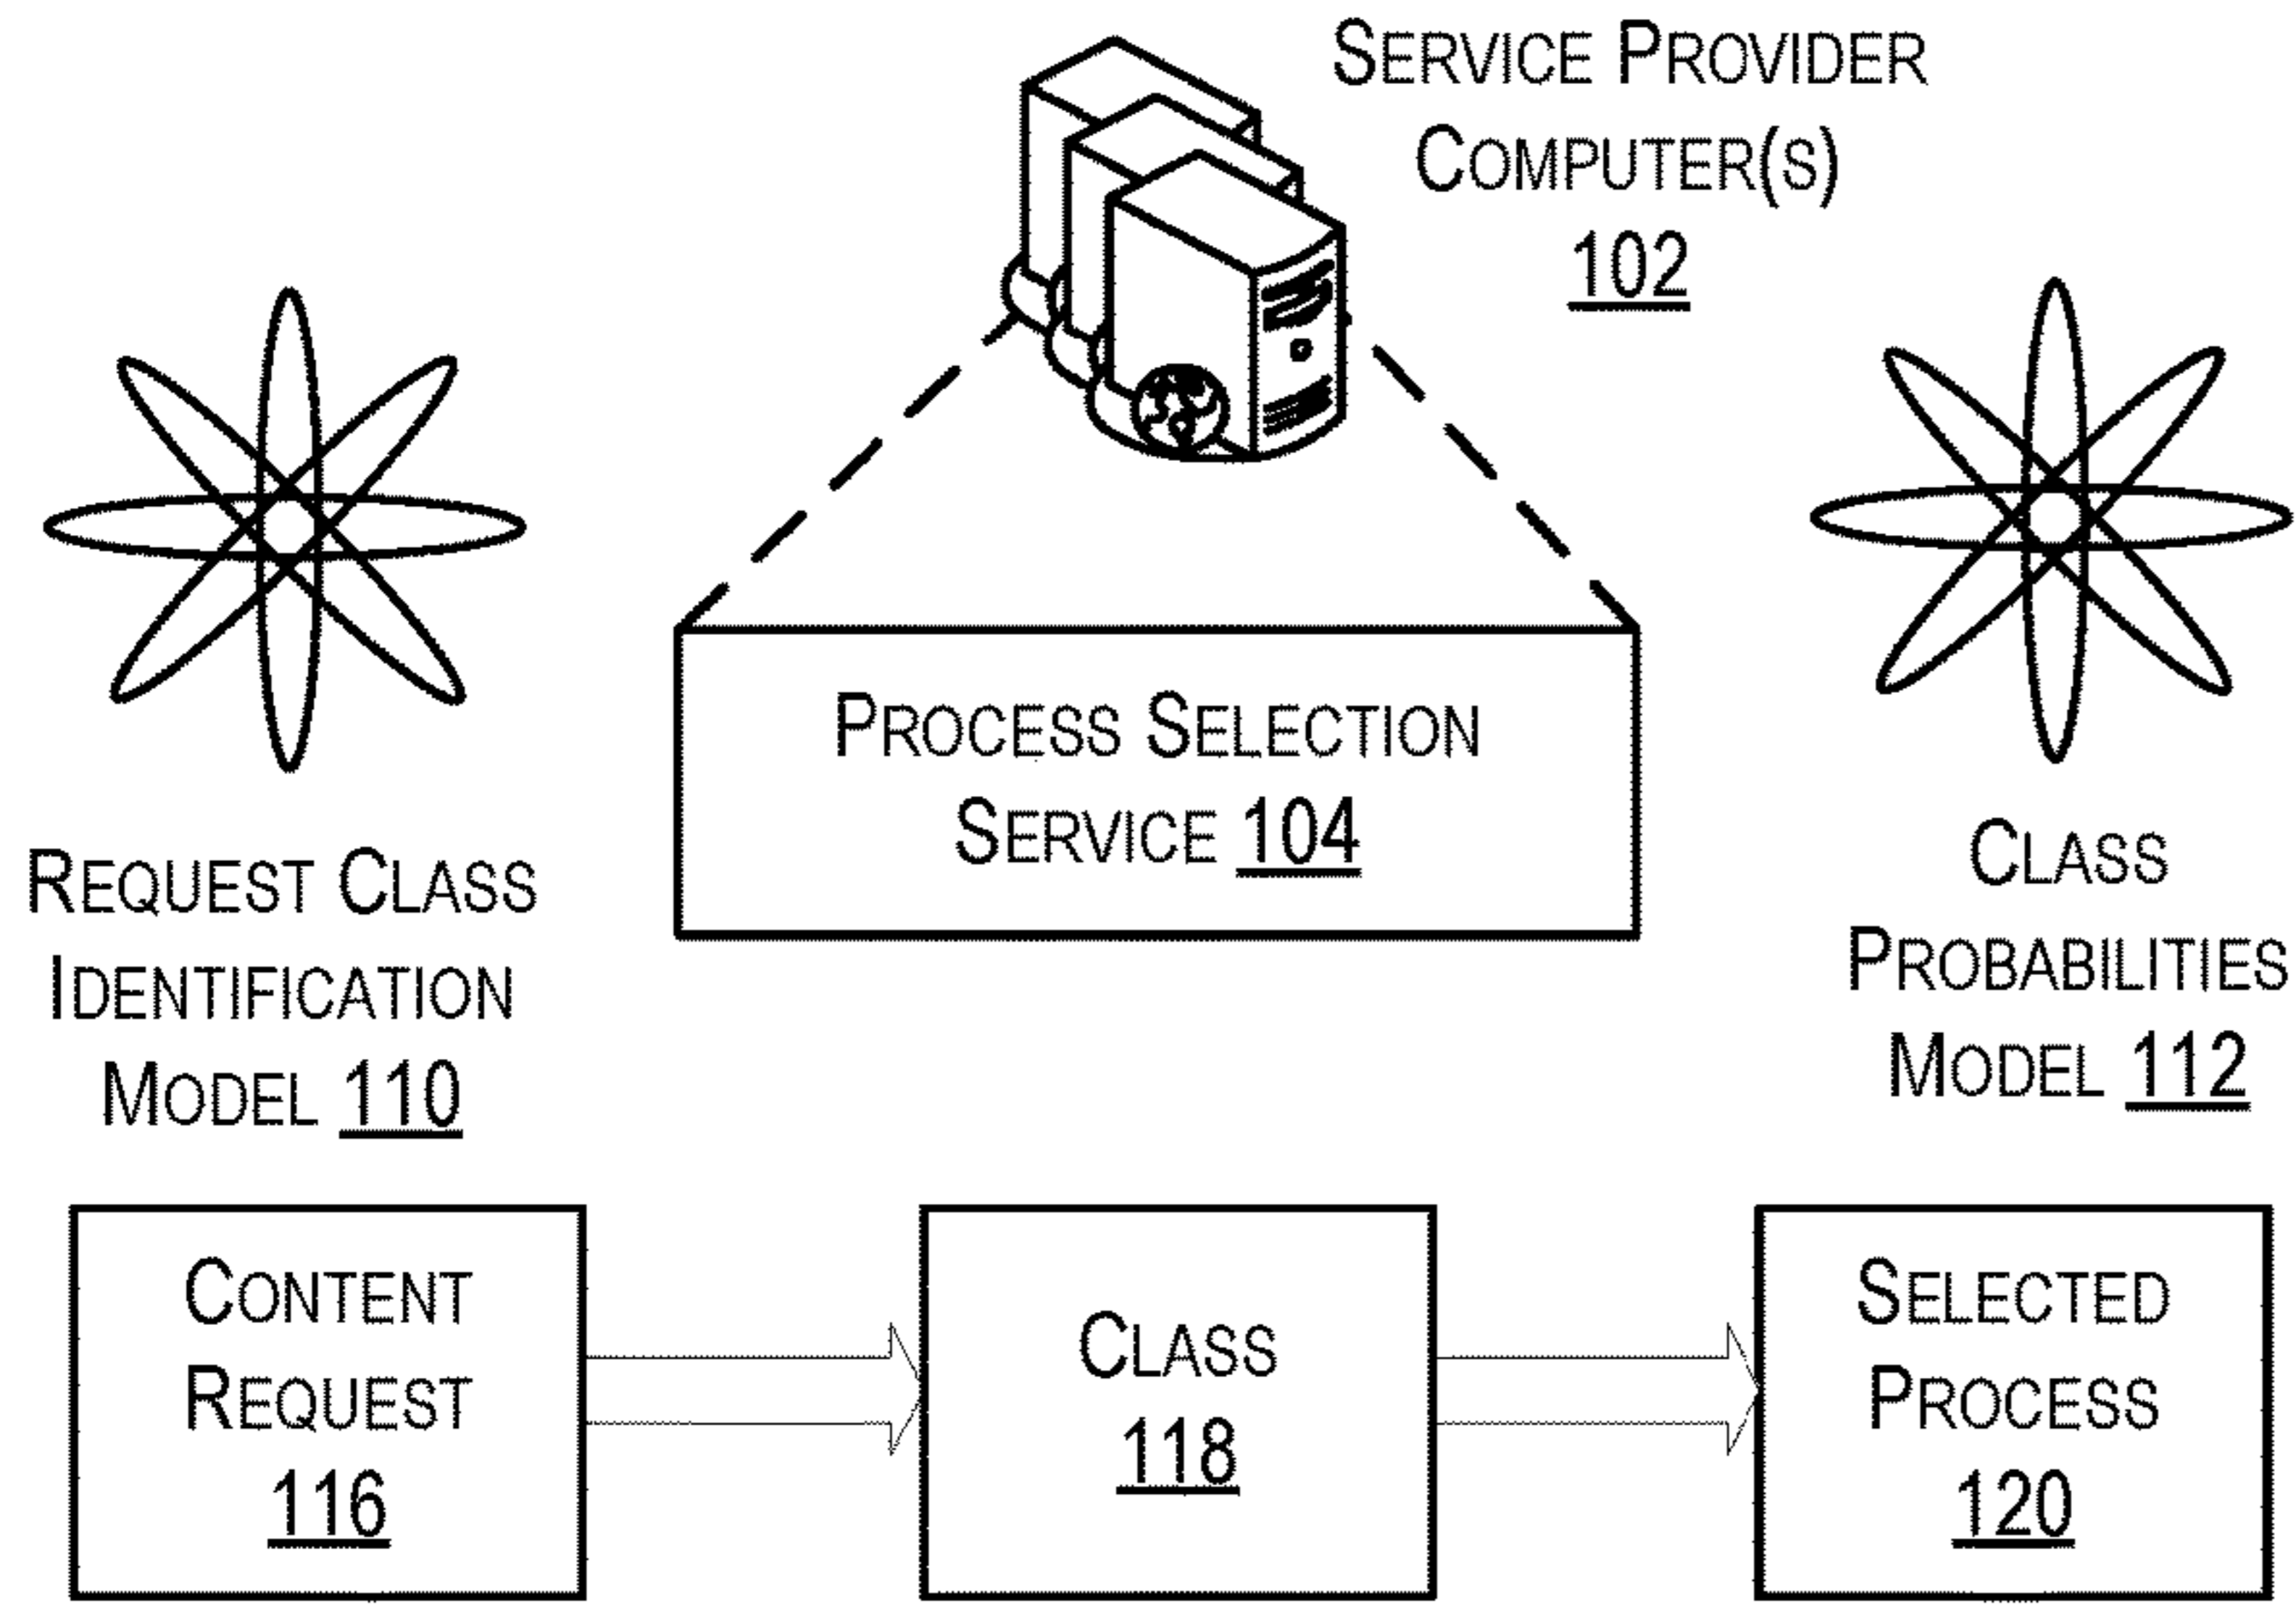 SERVICE PROVIDER
COMPUTER(S)
102
PROCESS SELECTION
SERVICE 104
REQUEST CLASS
IDENTIFICATION
MODEL 110
CLASS
PROBABILITIES
MODEL 112
CONTENT
REQUEST
116
CLASS
118
SELECTED
PROCESS
120